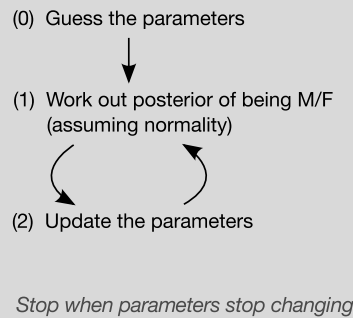 (0) Guess the parameters
(1) Work out posterior of being M/F
(assuming normality)
(2) Update the parameters
Stop when parameters stop changing